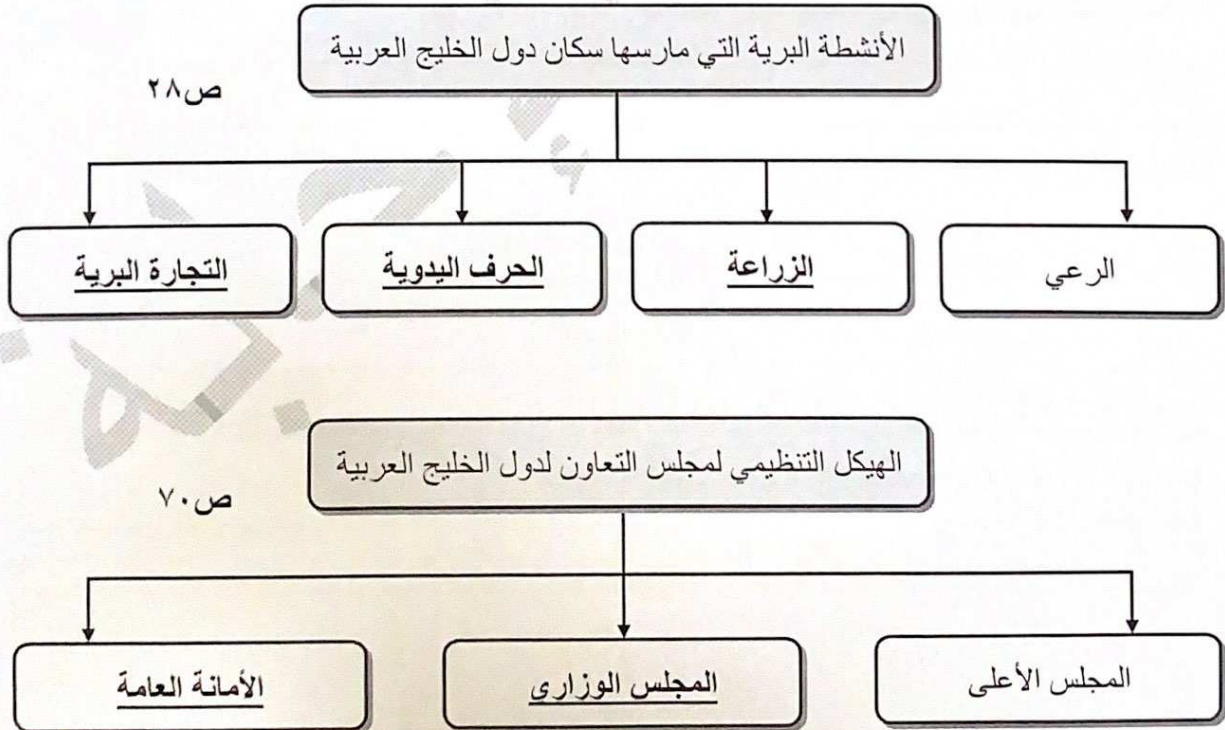 الأنشطة البرية التي مارسها سكان دول الخليج العربية
ص٢٨
الرعي
الزراعة
الحرف اليدوية
التجارة البرية
الهيكل التنظيمي لمجلس التعاون لدول الخليج العربية
ص٧٠
المجلس الأعلى
المجلس الوزاري
الأمانة العامة